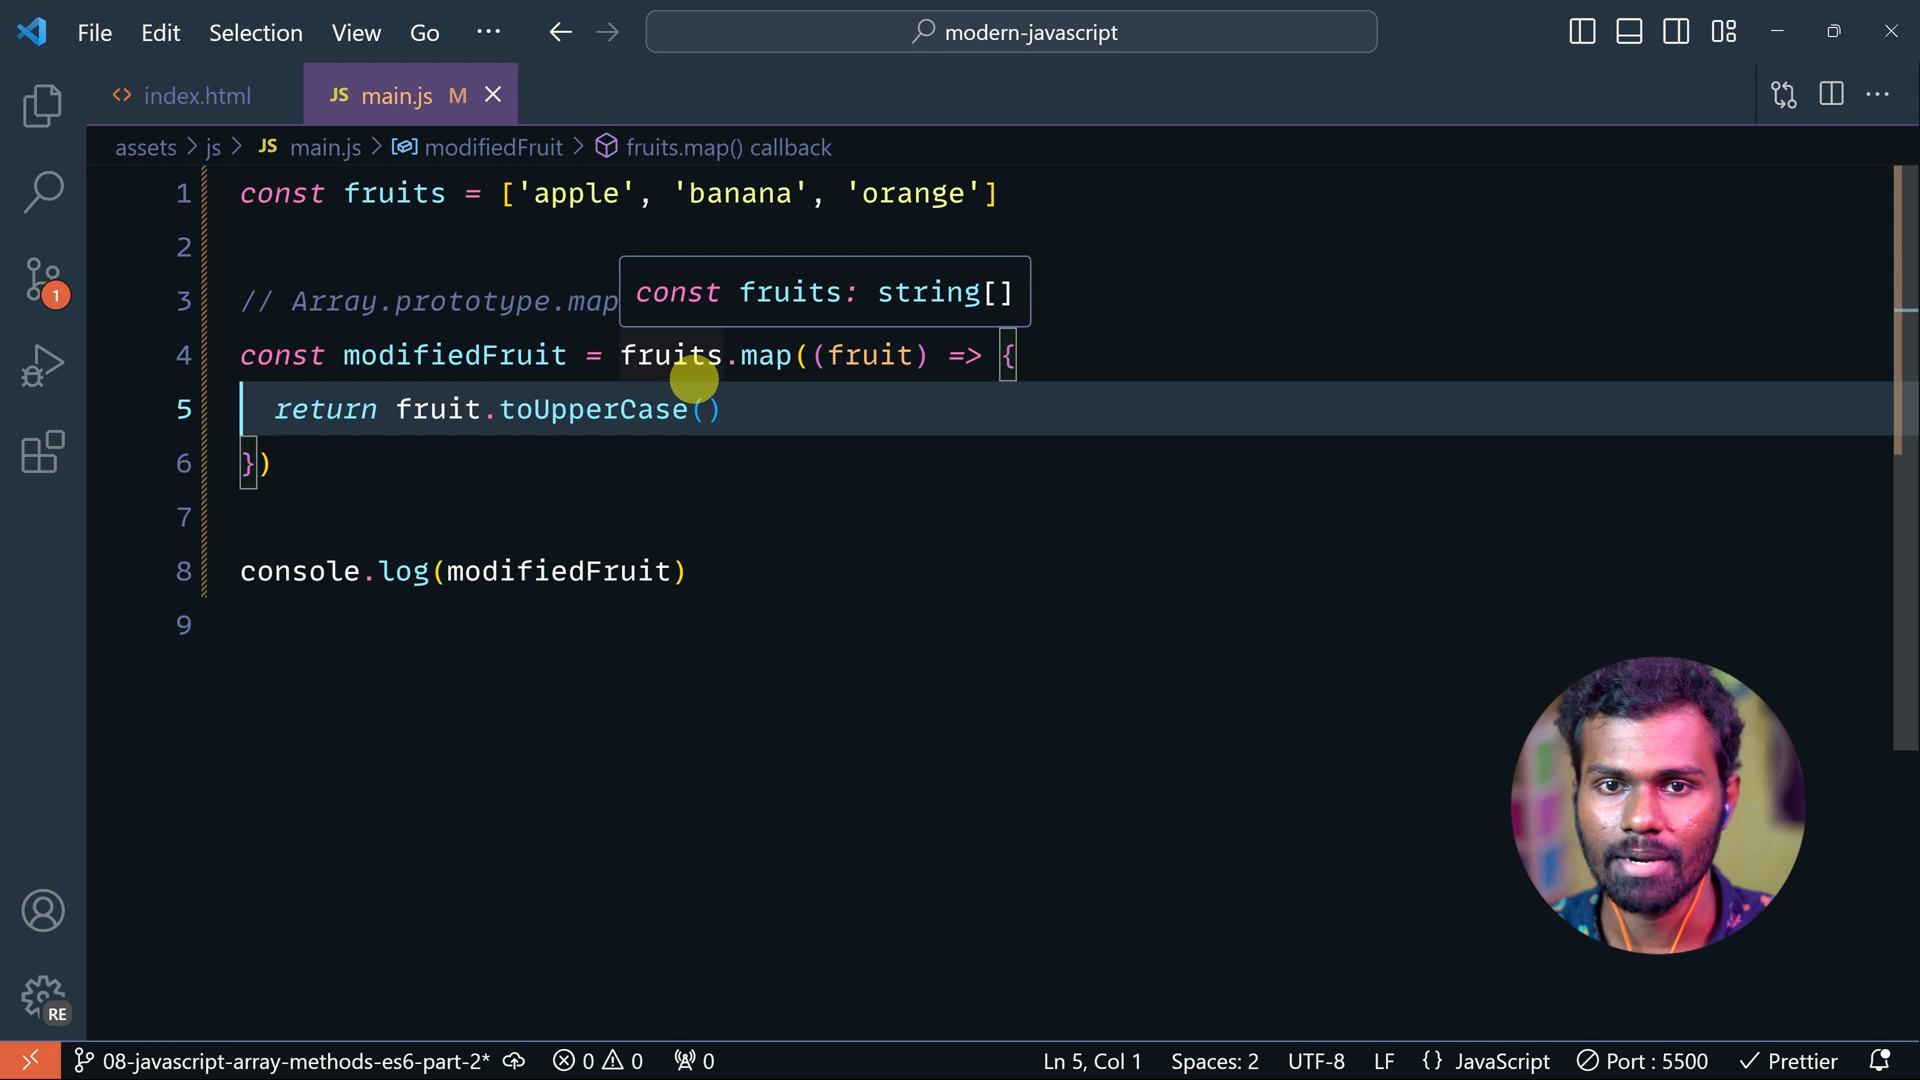 File Edit Selection View Go ··· modern-javascript
index.html JS main.js M
assets > js > JS main.js > modifiedFruit > fruits.map() callback
1 const fruits = ['apple', 'banana', 'orange']
2
const fruits: string[]
3 // Array.prototype.map
4 const modifiedFruit = fruits.map((fruit) => {
5 return fruit.toUpperCase()
6 })
7
8 console.log(modifiedFruit)
9
1
RE
08-javascript-array-methods-es6-part-2* 0 0 0 Ln 5, Col 1 Spaces: 2 UTF-8 LF {} JavaScript Port : 5500 Prettier